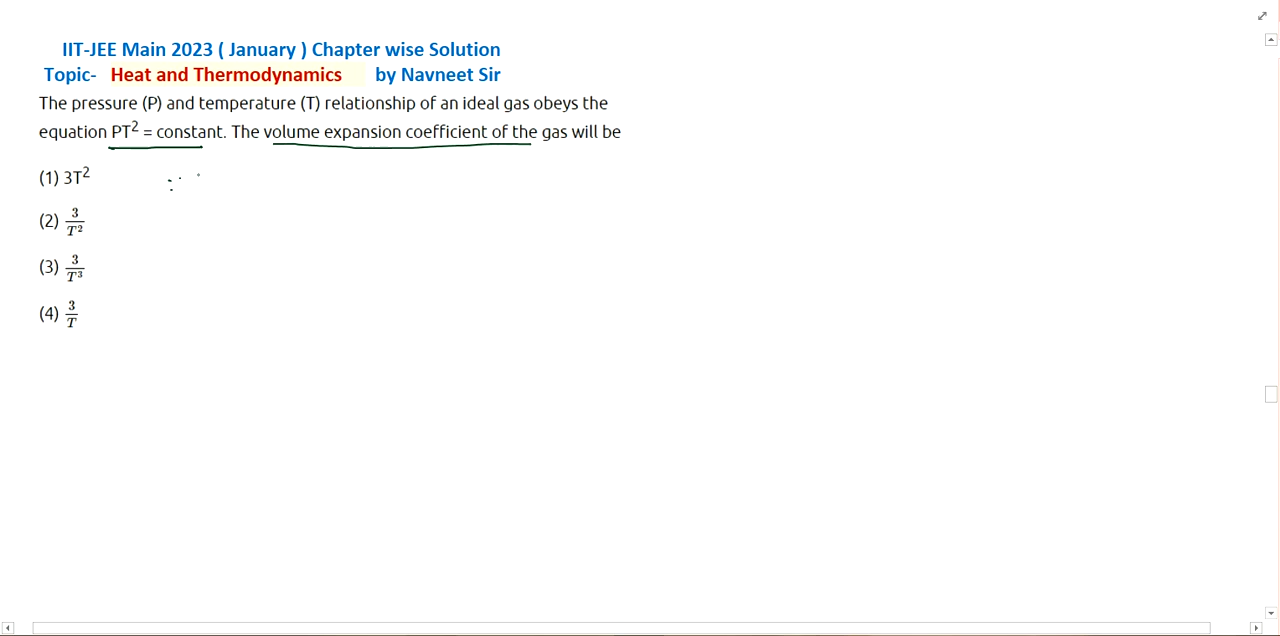 IIT-JEE Main 2023 ( January ) Chapter wise Solution
Topic- Heat and Thermodynamics by Navneet Sir
The pressure (P) and temperature (T) relationship of an ideal gas obeys the
equation PT² = constant. The volume expansion coefficient of the gas will be
(1) 3T²
(2) 3/T²
(3) 3/T³
(4) 3/T